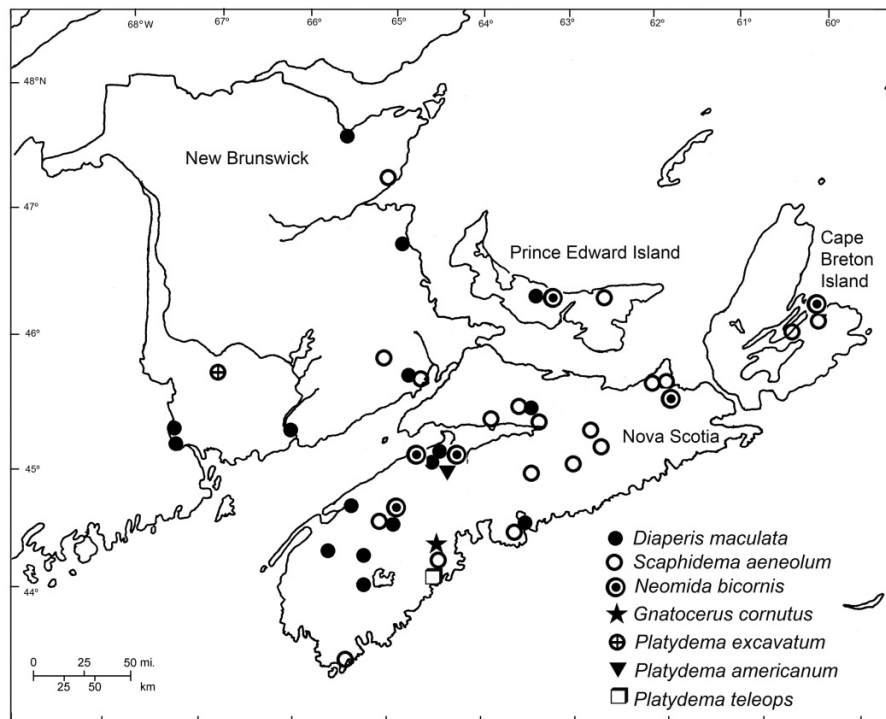 68°W 67° 66° 65° 64° 63° 62° 61° 60°
48°N
New Brunswick
47°
Prince Edward Island
Cape
Breton
Island
46°
Nova Scotia
45°
Diaperis maculata
Scaphidema aeneolum
Neomida bicornis
44°
Gnatocerus cornutus
Platydema excavatum
Platydema americanum
Platydema teleops
0 50 mi.
25 25 50
km